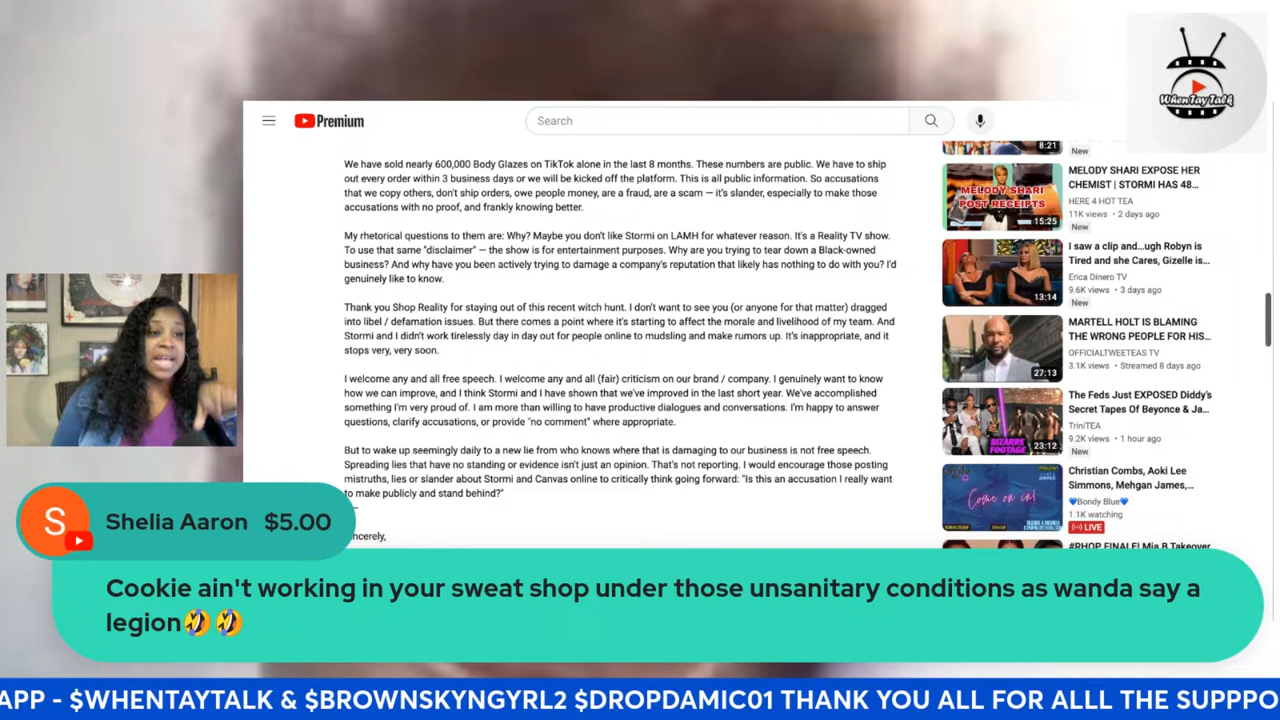 Premium
Search
WhenTayTalk
We have sold nearly 600,000 Body Glazes on TikTok alone in the last 8 months. These numbers are public. We have to ship
out every order within 3 business days or we will be kicked off the platform. This is all public information. So accusations
that we copy others, don't ship orders, owe people money, are a fraud, are a scam — it's slander, especially to make those
accusations with no proof, and frankly knowing better.
My rhetorical questions to them are: Why? Maybe you don't like Stormi on LAMH for whatever reason. It's a Reality TV show.
To use that same "disclaimer" — the show is for entertainment purposes. Why are you trying to tear down a Black-owned
business? And why have you been actively trying to damage a company's reputation that likely has nothing to do with you? I'd
genuinely like to know.
Thank you Shop Reality for staying out of this recent witch hunt. I don't want to see you (or anyone for that matter) dragged
into libel / defamation issues. But there comes a point where it's starting to affect the morale and livelihood of my team. And
Stormi and I didn't work tirelessly day in day out for people online to mudsling and make rumors up. It's inappropriate, and it
stops very, very soon.
I welcome any and all free speech. I welcome any and all (fair) criticism on our brand / company. I genuinely want to know
how we can improve, and I think Stormi and I have shown that we've improved in the last short year. We've accomplished
something I'm very proud of. I am more than willing to have productive dialogues and conversations. I'm happy to answer
questions, clarify accusations, or provide "no comment" where appropriate.
But to wake up seemingly daily to a new lie from who knows where that is damaging to our business is not free speech.
Spreading lies that have no standing or evidence isn't just an opinion. That's not reporting. I would encourage those posting
mistruths, lies or slander about Stormi and Canvas online to critically think going forward: "Is this an accusation I really want
to make publicly and stand behind?"
—
ncerely,
8:21
New
MELODY SHARI
POST RECEIPTS
15:25
MELODY SHARI EXPOSE HER
CHEMIST | STORMI HAS 48...
HERE 4 HOT TEA
11K views • 2 days ago
New
13:14
I saw a clip and...ugh Robyn is
Tired and she Cares, Gizelle is...
Erica Dinero TV
9.6K views • 3 days ago
New
27:13
MARTELL HOLT IS BLAMING
THE WRONG PEOPLE FOR HIS...
OFFICIALTWEETEAS TV
3.1K views • Streamed 8 days ago
BIZARRE
FOOTAGE
23:12
The Feds Just EXPOSED Diddy's
Secret Tapes Of Beyonce & Ja...
TriniTEA
9.2K views • 1 hour ago
New
Come on in!
Christian Combs, Aoki Lee
Simmons, Mehgan James,...
💙Bondy Blue💙
1.1K watching
LIVE
#RHOP FINALE! Mia B Takeover
S
Shelia Aaron $5.00
Cookie ain't working in your sweat shop under those unsanitary conditions as wanda say a
legion🤣🤣
APP - $WHENTAYTALK & $BROWNSKYNGYRL2 $DROPDAMIC01 THANK YOU ALL FOR ALLL THE SUPPPO